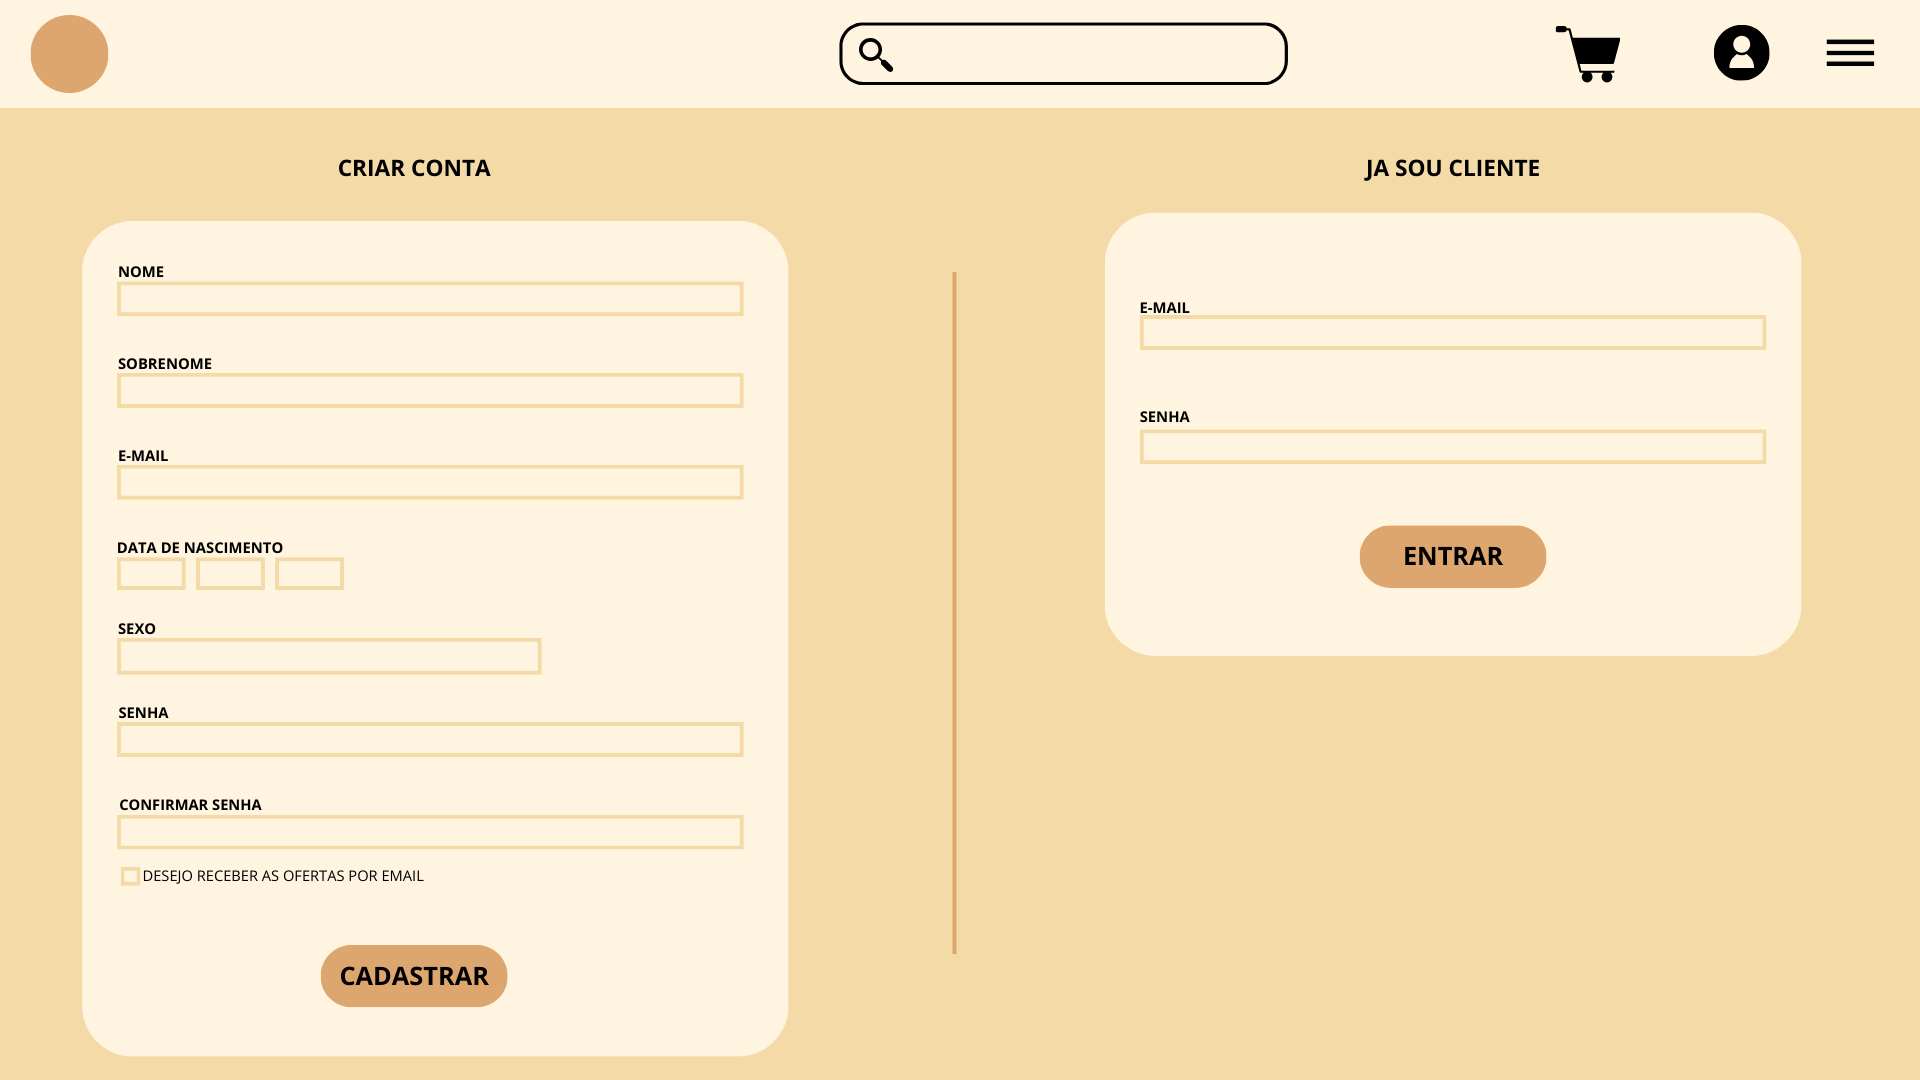 CRIAR CONTA
NOME
SOBRENOME
E-MAIL
DATA DE NASCIMENTO
SEXO
SENHA
CONFIRMAR SENHA
DESEJO RECEBER AS OFERTAS POR EMAIL
CADASTRAR
JA SOU CLIENTE
E-MAIL
SENHA
ENTRAR